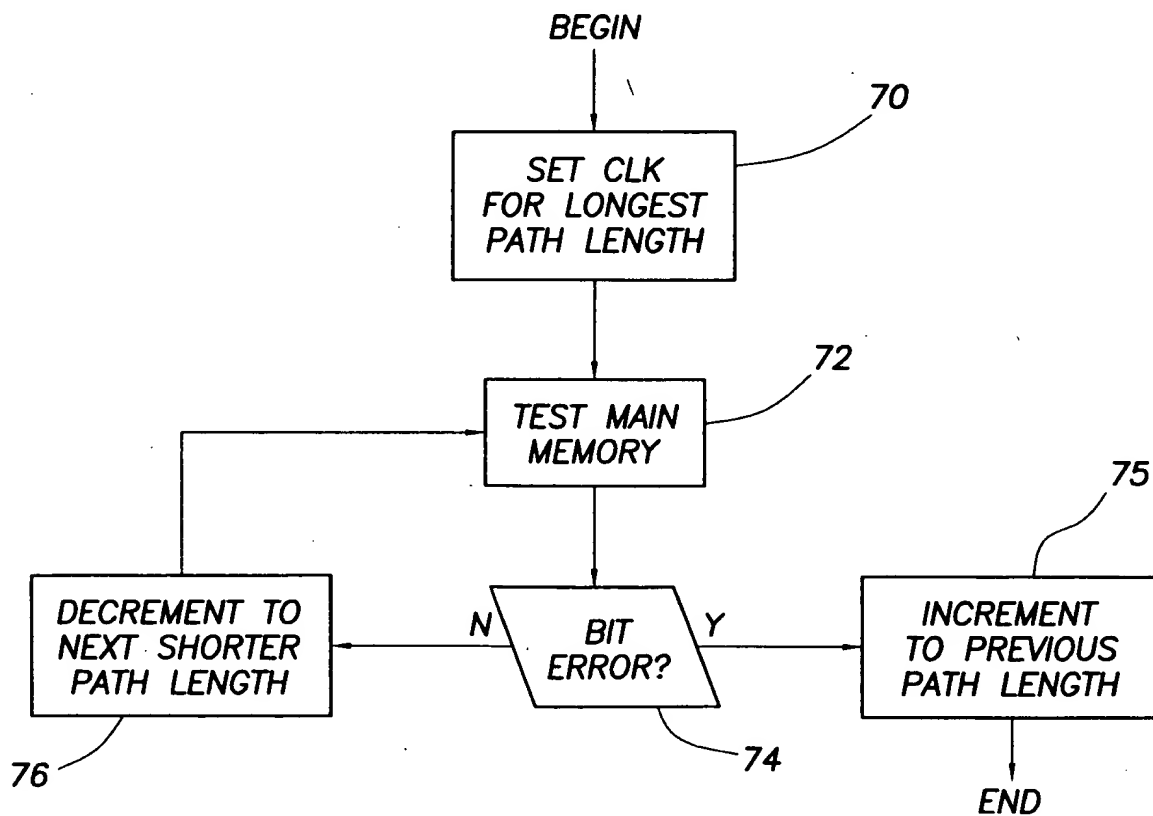 BEGIN
70
SET CLK
FOR LONGEST
PATH LENGTH
72
TEST MAIN
MEMORY
75
DECREMENT TO
NEXT SHORTER
PATH LENGTH
N
BIT
ERROR?
Y
INCREMENT
TO PREVIOUS
PATH LENGTH
76
74
END